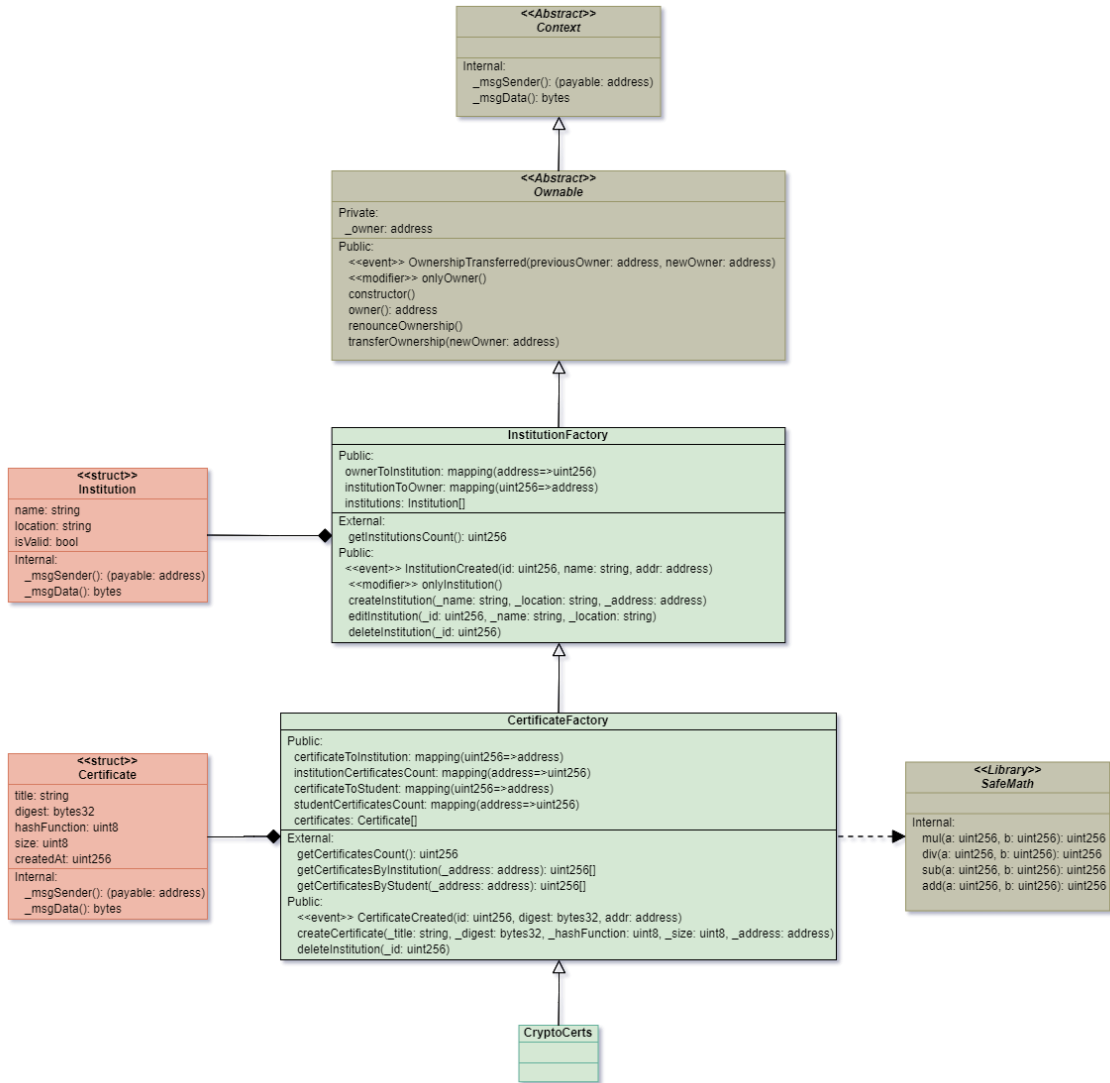 <<Abstract>>
Context
Internal:
_msgSender(): (payable: address)
_msgData(): bytes
<<Abstract>>
Ownable
Private:
_owner: address
Public:
<<event>> OwnershipTransferred(previousOwner: address, newOwner: address)
<<modifier>> onlyOwner()
constructor()
owner(): address
renounceOwnership()
transferOwnership(newOwner: address)
InstitutionFactory
Public:
ownerToInstitution: mapping(address=>uint256)
institutionToOwner: mapping(uint256=>address)
institutions: Institution[]
External:
getInstitutionsCount(): uint256
Public:
<<event>> InstitutionCreated(id: uint256, name: string, addr: address)
<<modifier>> onlyInstitution()
createInstitution(_name: string, _location: string, _address: address)
editInstitution(_id: uint256, _name: string, _location: string)
deleteInstitution(_id: uint256)
<<struct>>
Institution
name: string
location: string
isValid: bool
Internal:
_msgSender(): (payable: address)
_msgData(): bytes
CertificateFactory
Public:
certificateToInstitution: mapping(uint256=>address)
institutionCertificatesCount: mapping(address=>uint256)
certificateToStudent: mapping(uint256=>address)
studentCertificatesCount: mapping(address=>uint256)
certificates: Certificate[]
External:
getCertificatesCount(): uint256
getCertificatesByInstitution(_address: address): uint256[]
getCertificatesByStudent(_address: address): uint256[]
Public:
<<event>> CertificateCreated(id: uint256, digest: bytes32, addr: address)
createCertificate(_title: string, _digest: bytes32, _hashFunction: uint8, _size: uint8, _address: address)
deleteInstitution(_id: uint256)
<<struct>>
Certificate
title: string
digest: bytes32
hashFunction: uint8
size: uint8
createdAt: uint256
Internal:
_msgSender(): (payable: address)
_msgData(): bytes
<<Library>>
SafeMath
Internal:
mul(a: uint256, b: uint256): uint256
div(a: uint256, b: uint256): uint256
sub(a: uint256, b: uint256): uint256
add(a: uint256, b: uint256): uint256
CryptoCerts